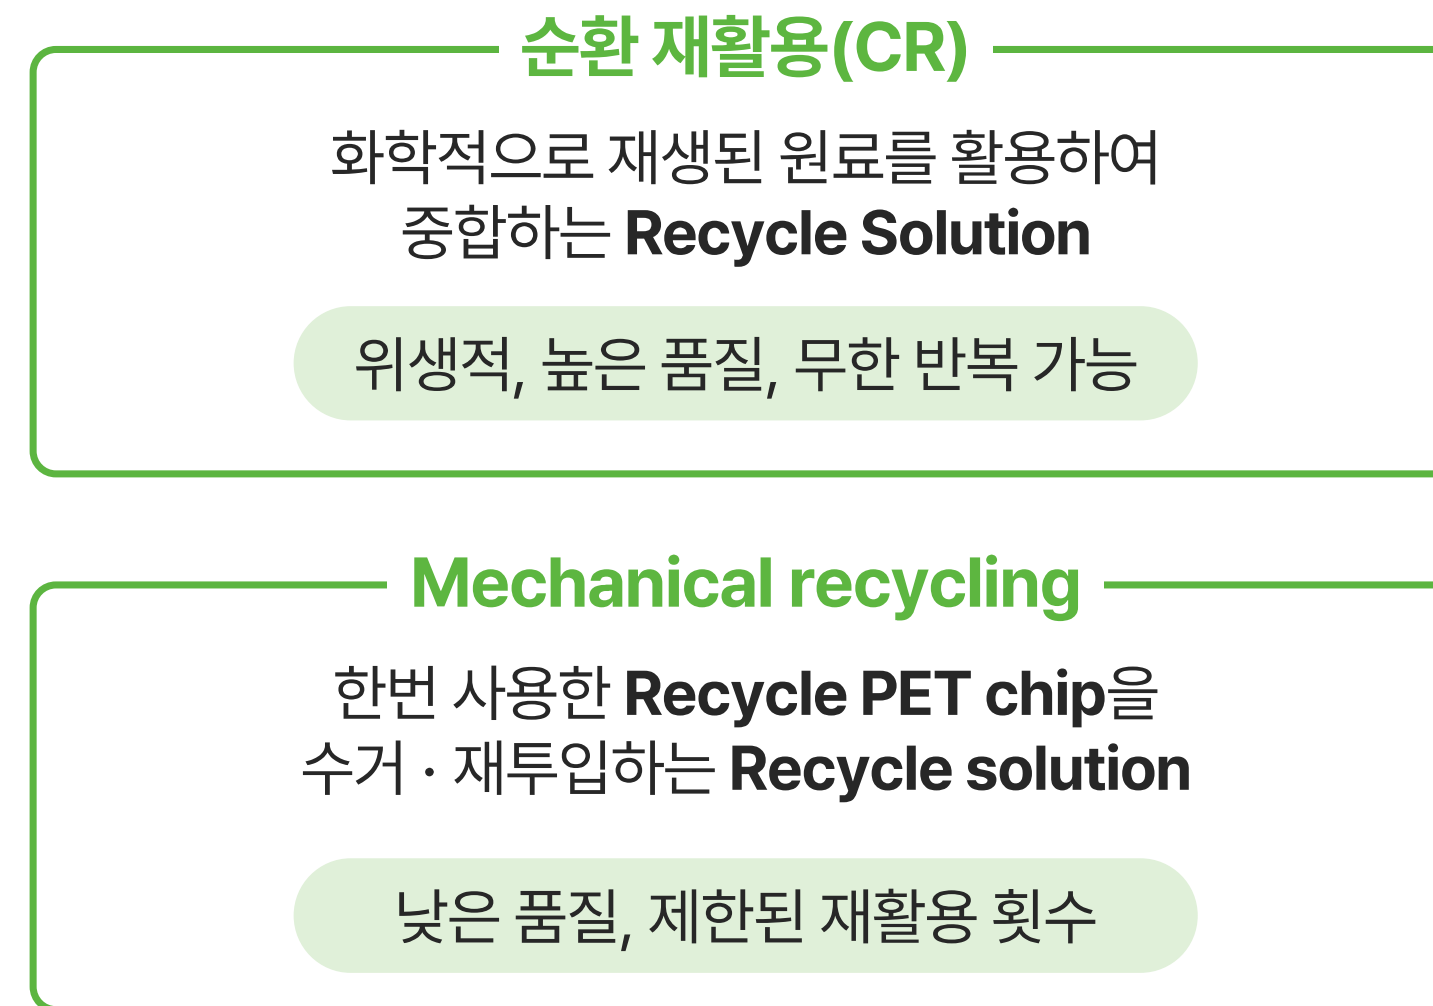 순환 재활용(CR)
화학적으로 재생된 원료를 활용하여
중합하는 Recycle Solution
위생적, 높은 품질, 무한 반복 가능
Mechanical recycling
한번 사용한 Recycle PET chip을
수거 · 재투입하는 Recycle solution
낮은 품질, 제한된 재활용 횟수